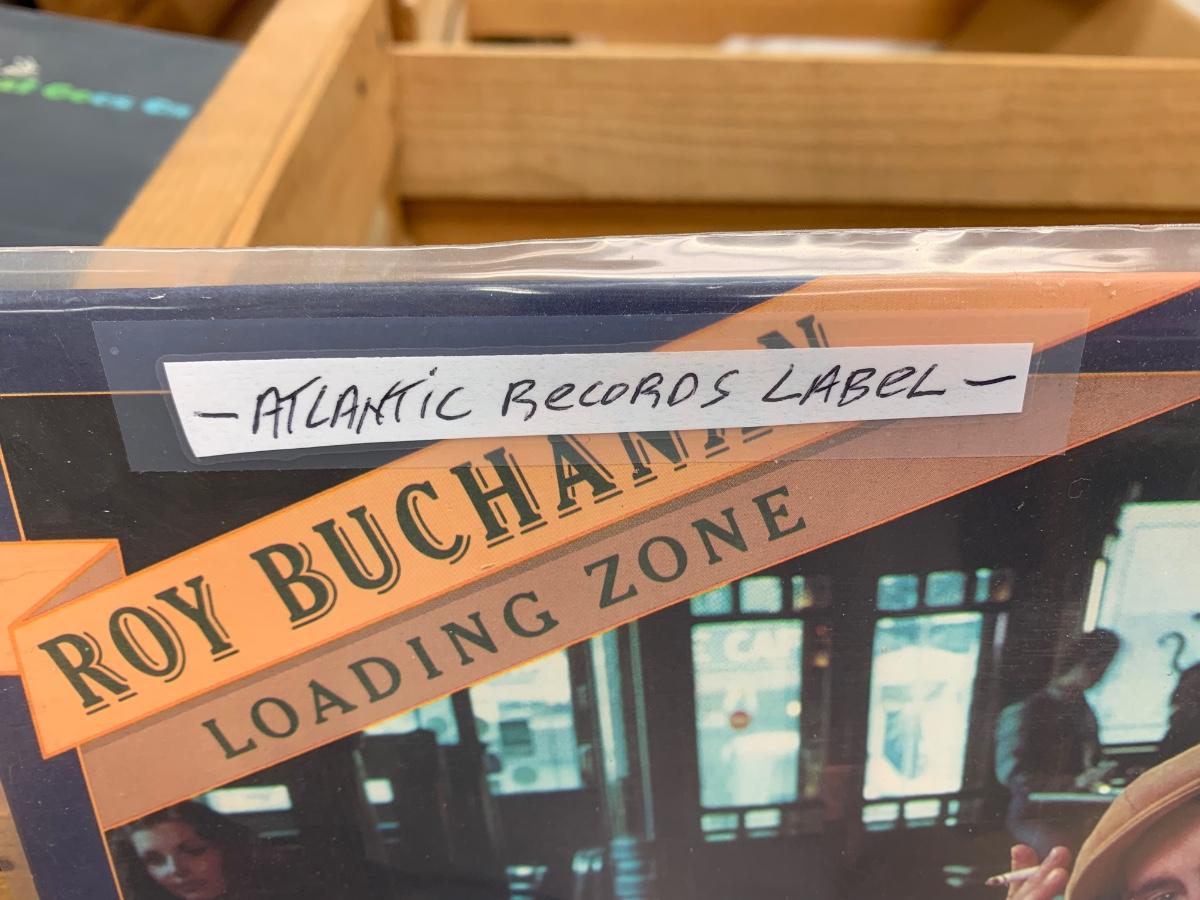 - ATLANTIC RECORDS LABEL -
ROY BUCHANAN
LOADING ZONE